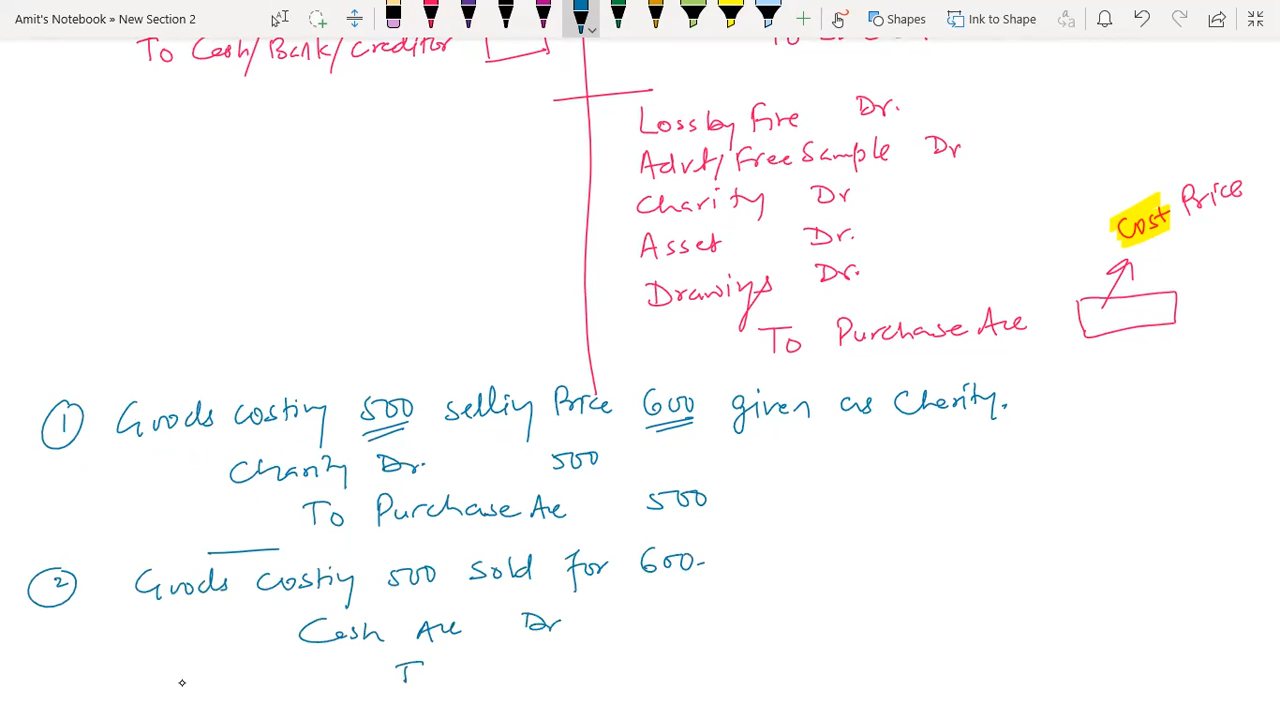 Amit's Notebook » New Section 2
Shapes
Ink to Shape
To Cash/Bank/Creditor
To
Loss by Fire Dr.
Advt/Free Sample Dr
Charity Dr
Asset Dr.
Drawings Dr.
To Purchase A/c
Cost Price
① Goods costing 500 selling Price 600 given as Charity.
Charity Dr. 500
To Purchase A/c 500
② Goods costing 500 sold for 600-
Cash A/c Dr
T